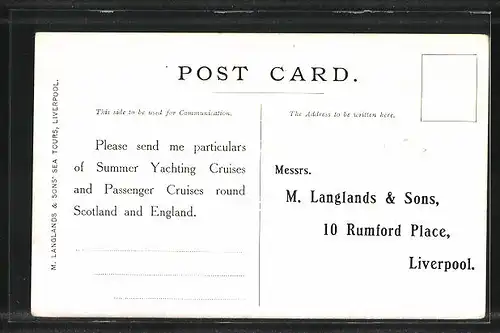 POST CARD.
This side to be used for Communication.
The Address to be written here.
Please send me particulars
of Summer Yachting Cruises
and Passenger Cruises round
Scotland and England.
Messrs.
M. Langlands & Sons,
10 Rumford Place,
Liverpool.
M. LANGLANDS & SONS' SEA TOURS, LIVERPOOL.